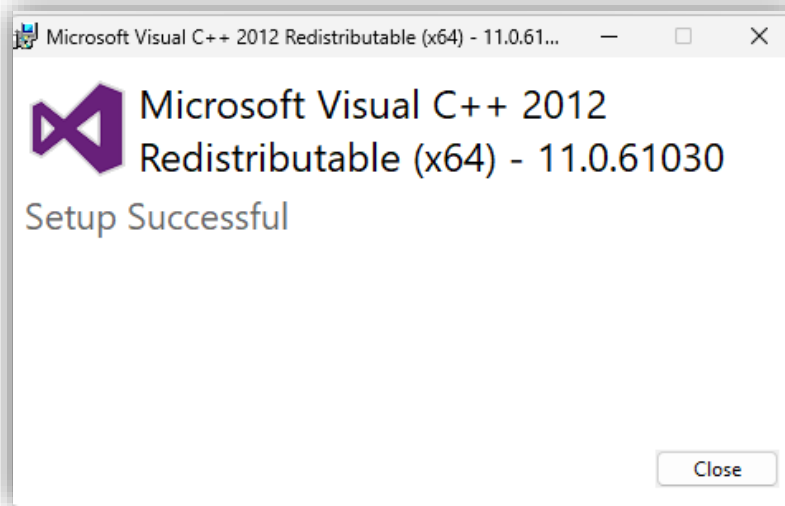 Microsoft Visual C++ 2012 Redistributable (x64) - 11.0.61...
Microsoft Visual C++ 2012
Redistributable (x64) - 11.0.61030
Setup Successful
Close